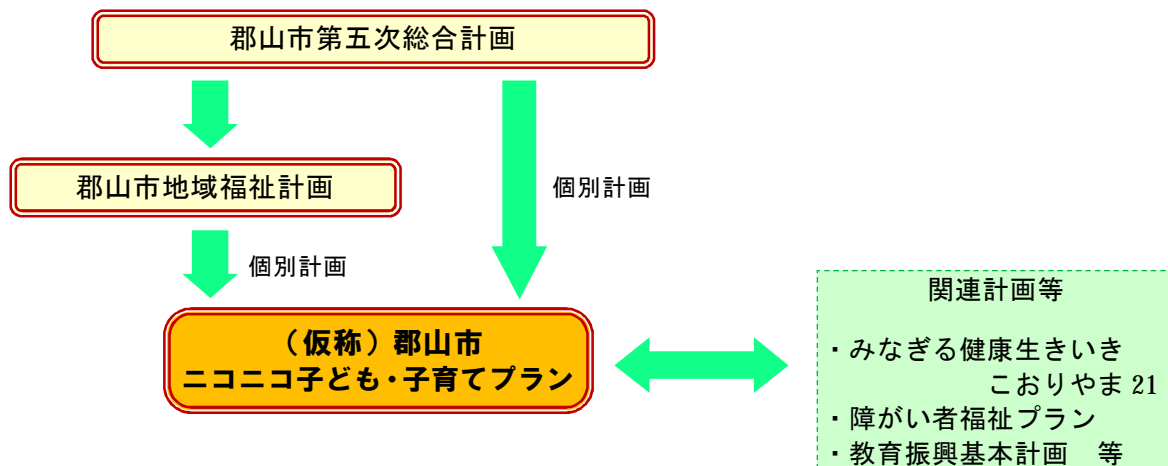 郡山市第五次総合計画
郡山市地域福祉計画
個別計画
個別計画
（仮称）郡山市
ニコニコ子ども・子育てプラン
関連計画等
・みなぎる健康生きいき
こおりやま 21
・障がい者福祉プラン
・教育振興基本計画　等